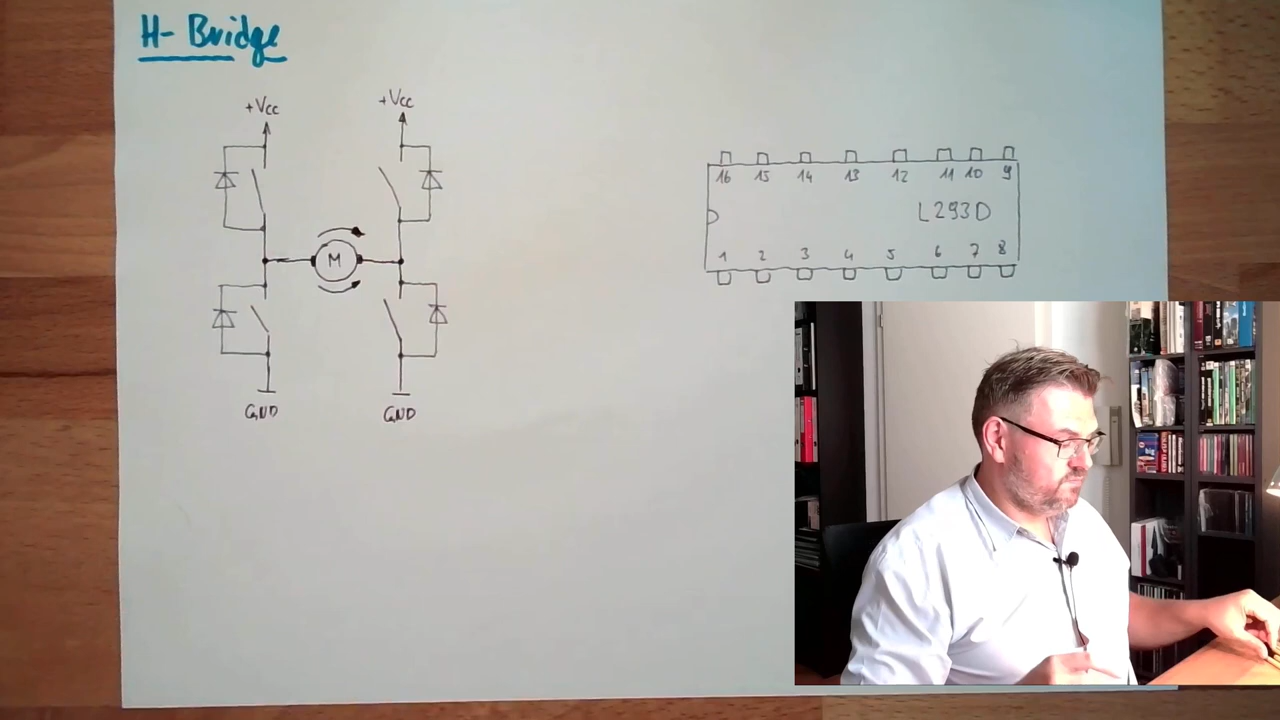 H-Bridge
+Vcc +Vcc
M
GND GND
16 15 14 13 12 11 10 9
L293D
1 2 3 4 5 6 7 8